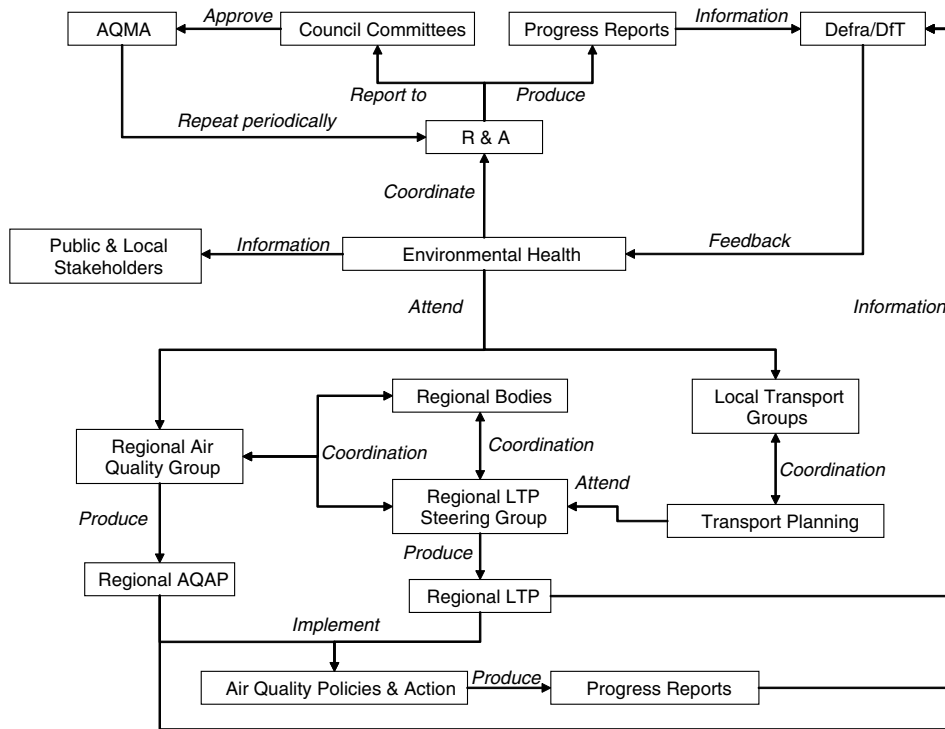 Approve
Information
AQMA
Council Committees
Progress Reports
Defra/DfT
Report to
Produce
Repeat periodically
R & A
Coordinate
Public & Local
Stakeholders
Information
Environmental Health
Feedback
Attend
Information
Regional Bodies
Local Transport
Groups
Regional Air
Quality Group
Coordination
Coordination
Coordination
Attend
Regional LTP
Steering Group
Transport Planning
Produce
Produce
Regional AQAP
Regional LTP
Implement
Air Quality Policies & Action
Produce
Progress Reports